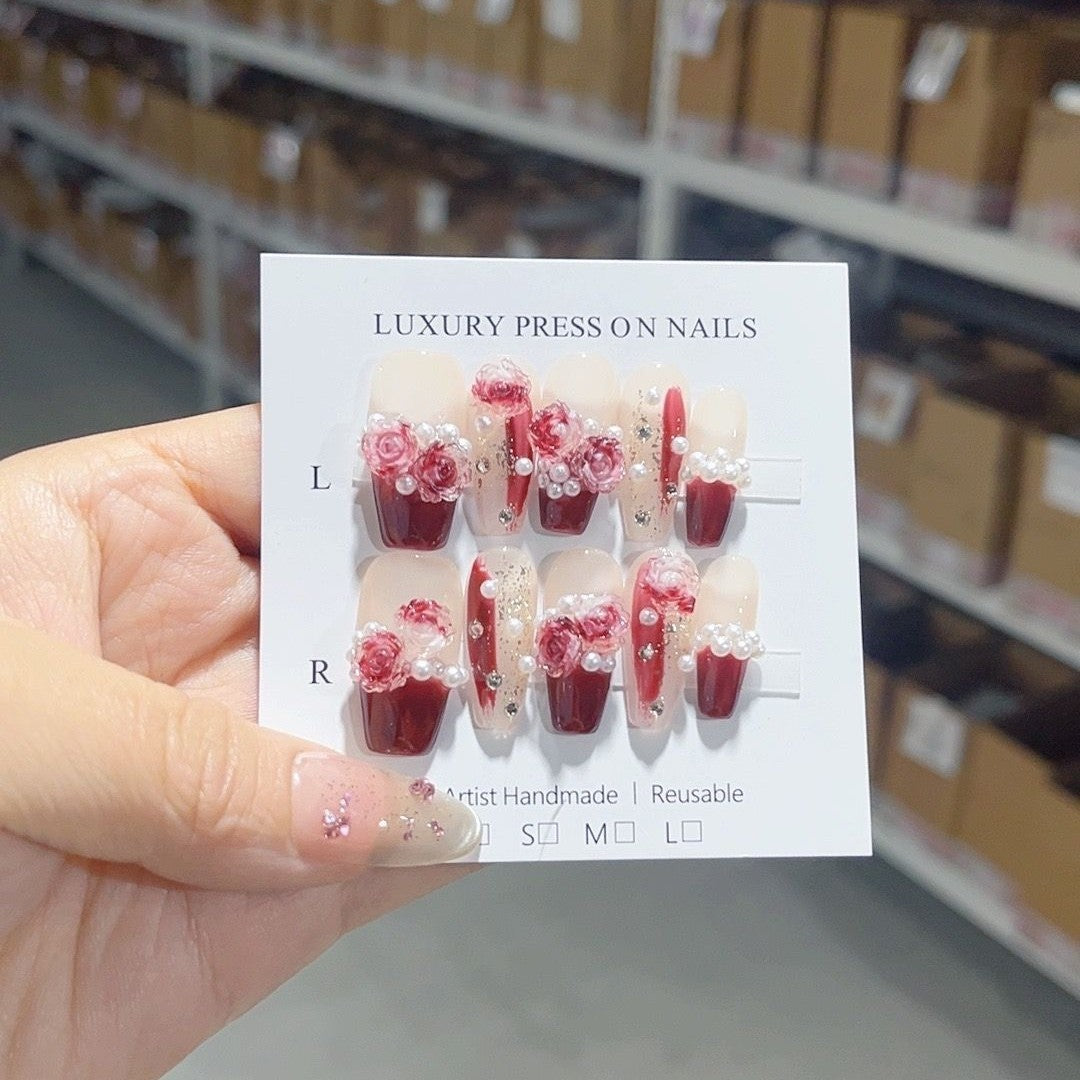 LUXURY PRESS ON NAILS
L
R
Artist Handmade | Reusable
S□ M□ L□